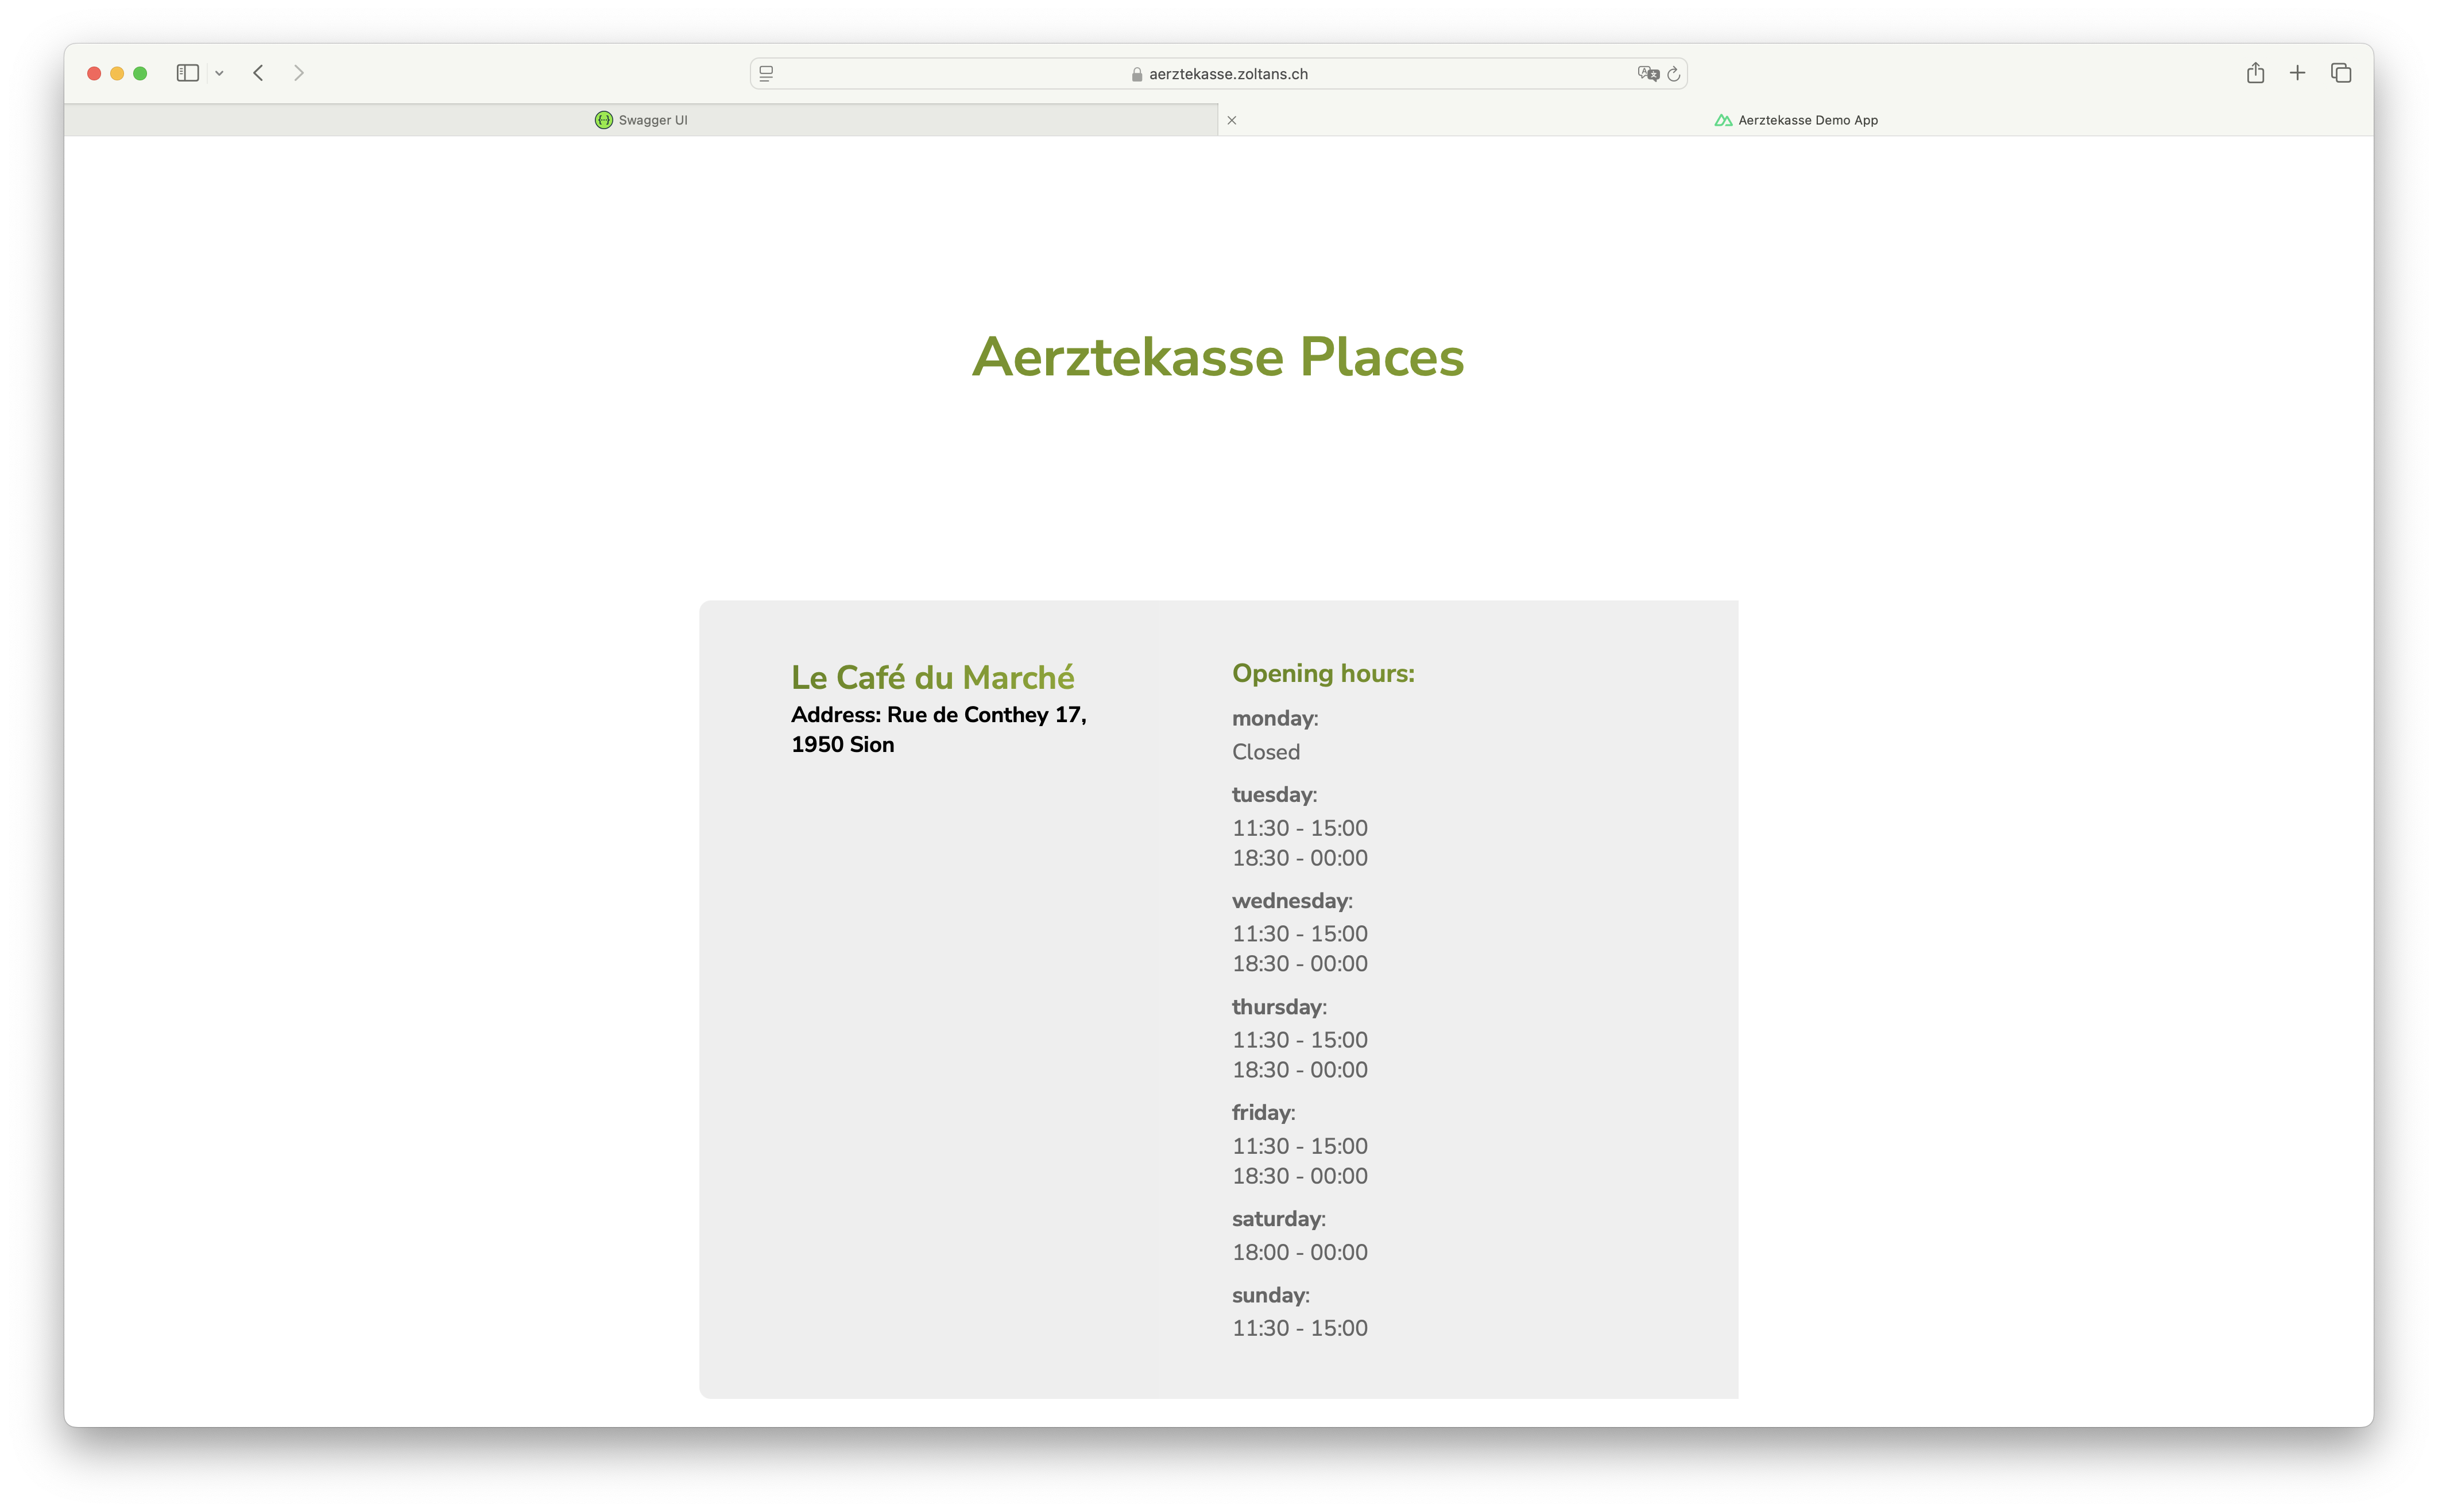 aerztekasse.zoltans.ch
Swagger UI
Aerztekasse Demo App
Aerztekasse Places
Le Café du Marché
Address: Rue de Conthey 17,
1950 Sion
Opening hours:
monday:
Closed
tuesday:
11:30 - 15:00
18:30 - 00:00
wednesday:
11:30 - 15:00
18:30 - 00:00
thursday:
11:30 - 15:00
18:30 - 00:00
friday:
11:30 - 15:00
18:30 - 00:00
saturday:
18:00 - 00:00
sunday:
11:30 - 15:00